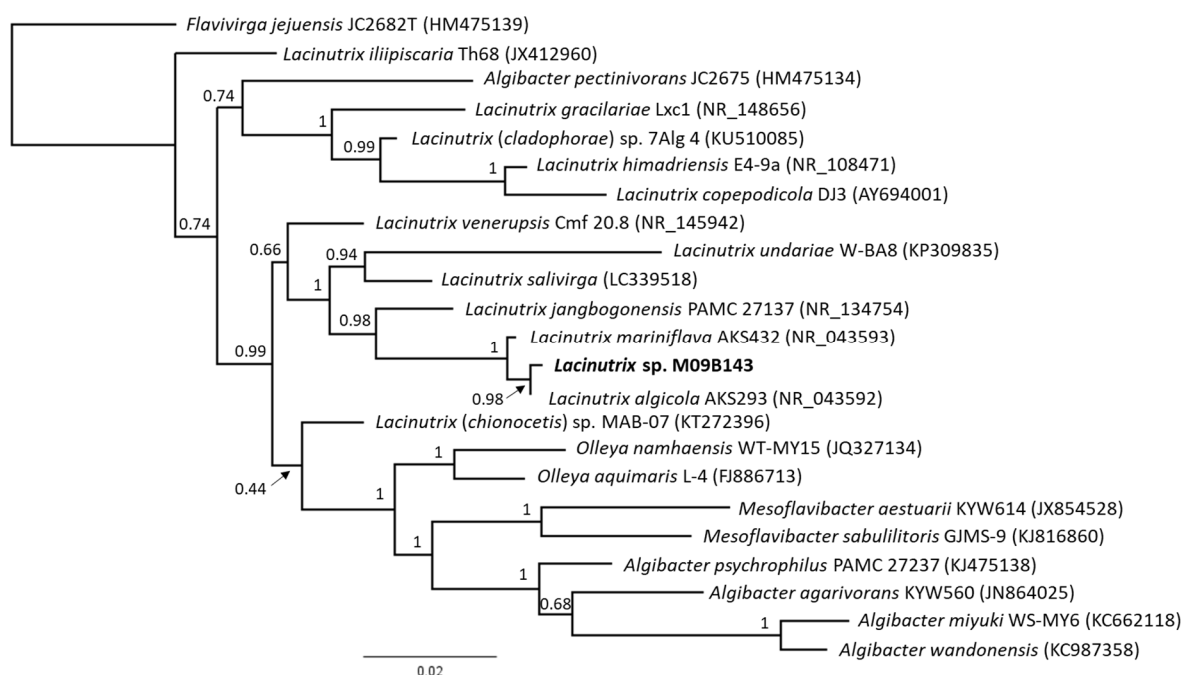 Flavivirga jejuensis JC2682T (HM475139)
Lacinutrix iliipiscaria Th68 (JX412960)
Algibacter pectinivorans JC2675 (HM475134)
0.74
Lacinutrix gracilariae Lxc1 (NR_148656)
1
Lacinutrix (cladophorae) sp. 7Alg 4 (KU510085)
0.99
Lacinutrix himadriensis E4-9a (NR_108471)
1
Lacinutrix copepodicola DJ3 (AY694001)
0.74
Lacinutrix venerupsis Cmf 20.8 (NR_145942)
0.66
0.94
Lacinutrix undariae W-BA8 (KP309835)
1
Lacinutrix salivirga (LC339518)
Lacinutrix jangbogonensis PAMC 27137 (NR_134754)
0.98
Lacinutrix mariniflava AKS432 (NR_043593)
1
0.99
Lacinutrix sp. M09B143
0.98
Lacinutrix algicola AKS293 (NR_043592)
Lacinutrix (chionocetis) sp. MAB-07 (KT272396)
Olleya namhaensis WT-MY15 (JQ327134)
1
Olleya aquimaris L-4 (FJ886713)
0.44
1
Mesoflavibacter aestuarii KYW614 (JX854528)
1
Mesoflavibacter sabulilitoris GJMS-9 (KJ816860)
1
Algibacter psychrophilus PAMC 27237 (KJ475138)
1
Algibacter agarivorans KYW560 (JN864025)
0.68
Algibacter miyuki WS-MY6 (KC662118)
1
Algibacter wandonensis (KC987358)
0.02